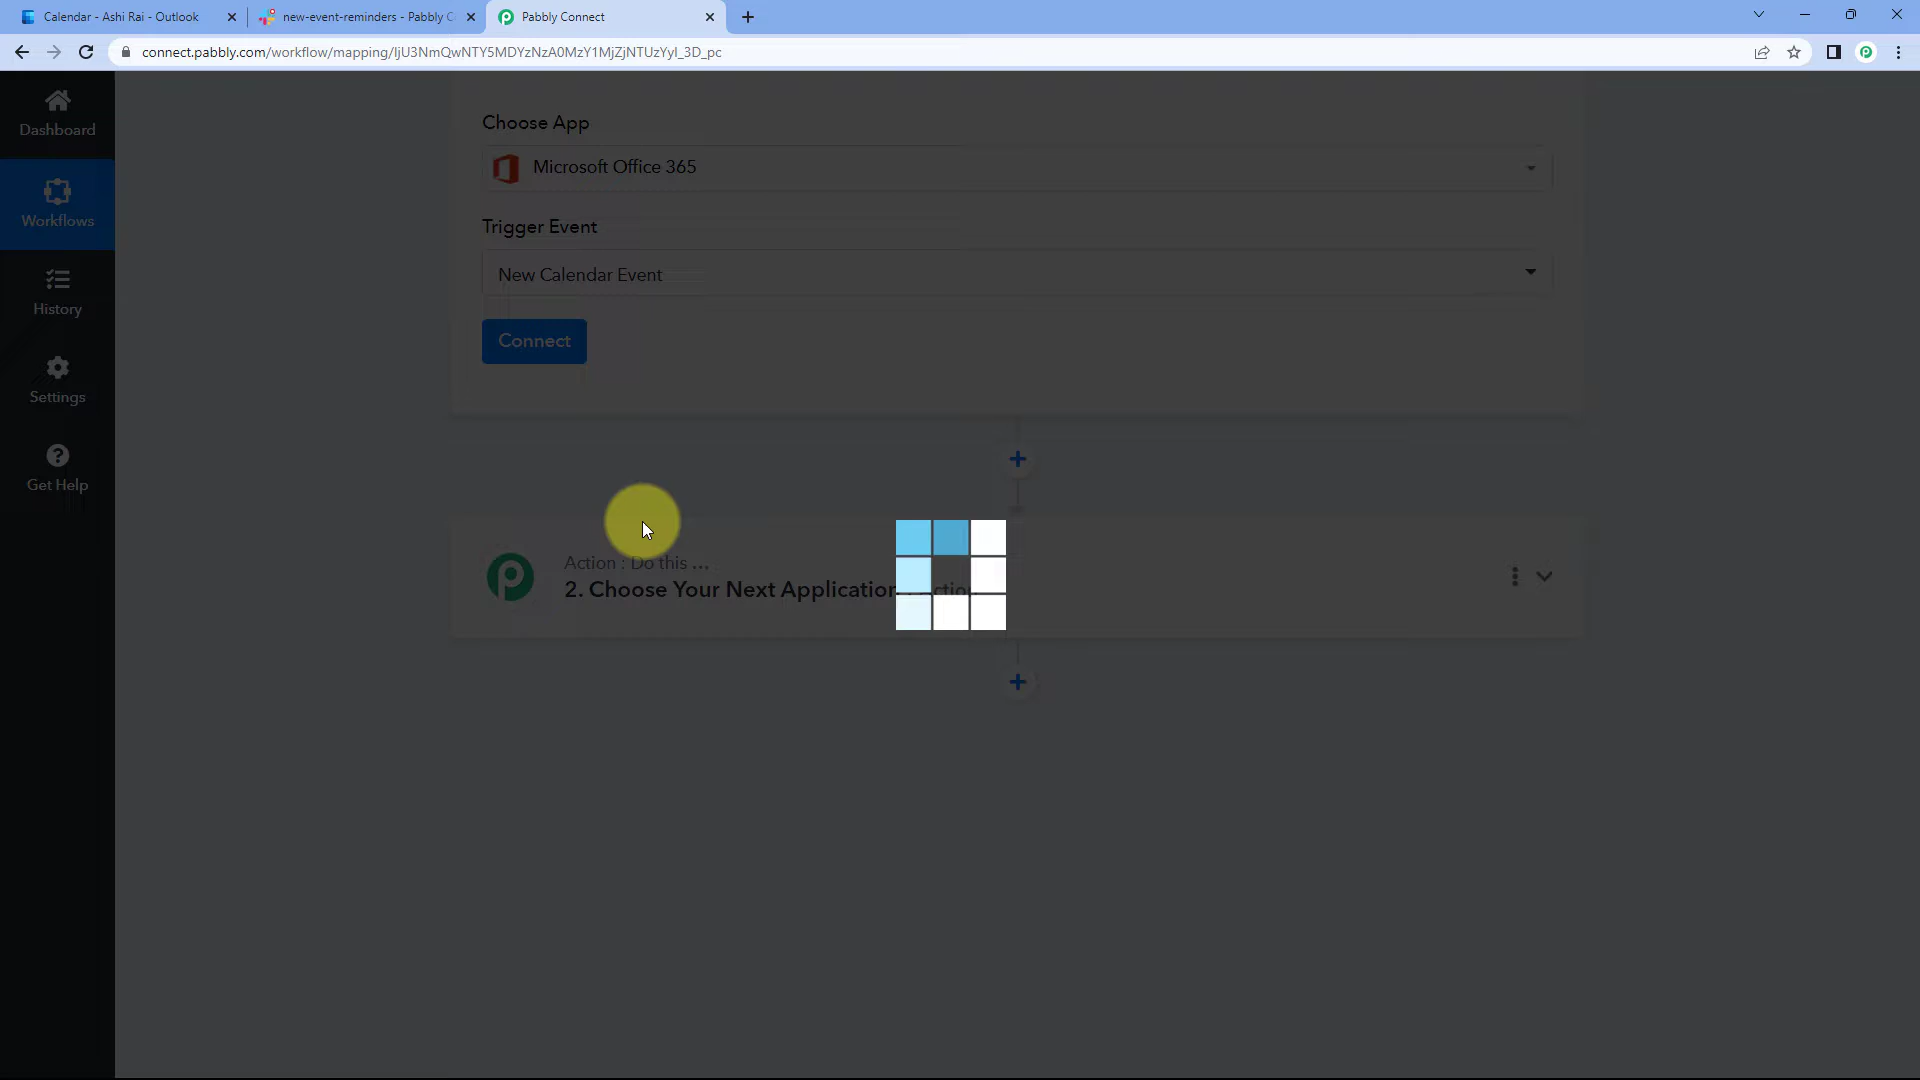 Calendar - Ashi Rai - Outlook
new-event-reminders - Pabbly C
Pabbly Connect
connect.pabbly.com/workflow/mapping/IjU3NmQwNTY5MDYzNzA0MzY1MjZjNTUzYyI_3D_pc
Dashboard
Workflows
History
Settings
Get Help
Choose App
Microsoft Office 365
Trigger Event
New Calendar Event
Connect
Action : Do this ...
2. Choose Your Next Application